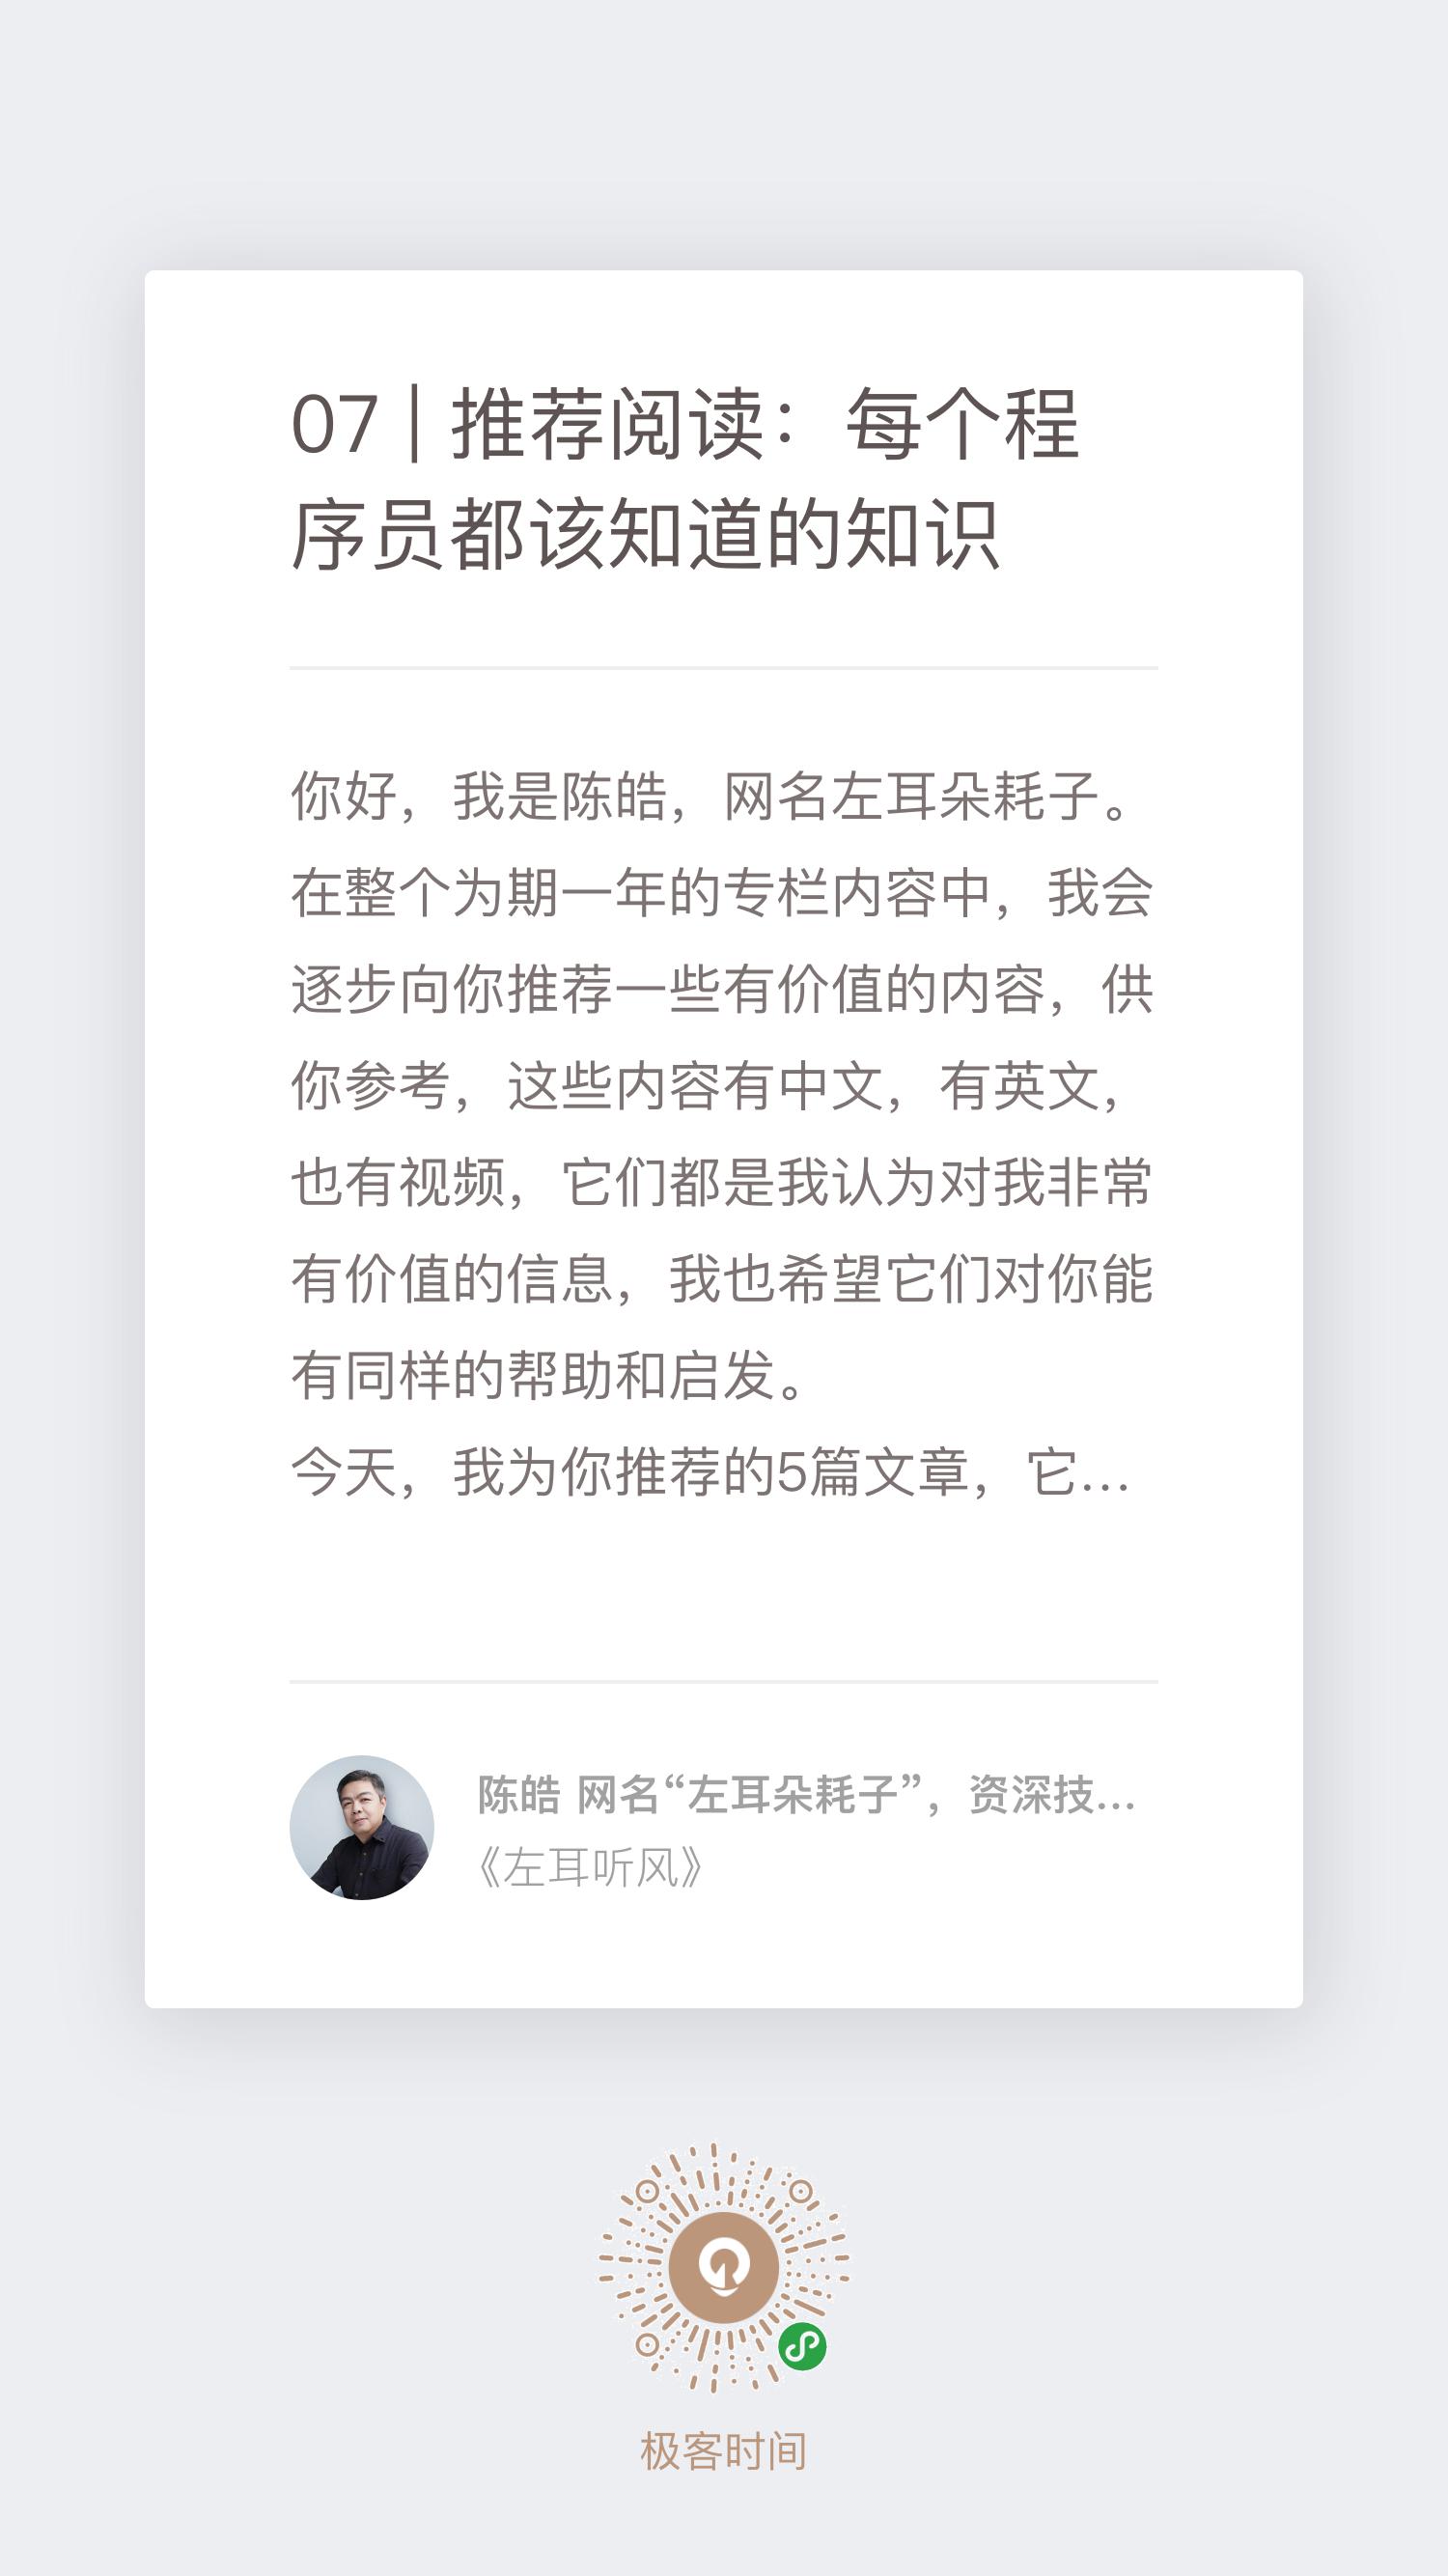 07 | 推荐阅读：每个程
序员都该知道的知识
你好，我是陈皓，网名左耳朵耗子。
在整个为期一年的专栏内容中，我会
逐步向你推荐一些有价值的内容，供
你参考，这些内容有中文，有英文，
也有视频，它们都是我认为对我非常
有价值的信息，我也希望它们对你能
有同样的帮助和启发。
今天，我为你推荐的5篇文章，它...
陈皓 网名“左耳朵耗子”，资深技...
《左耳听风》
极客时间